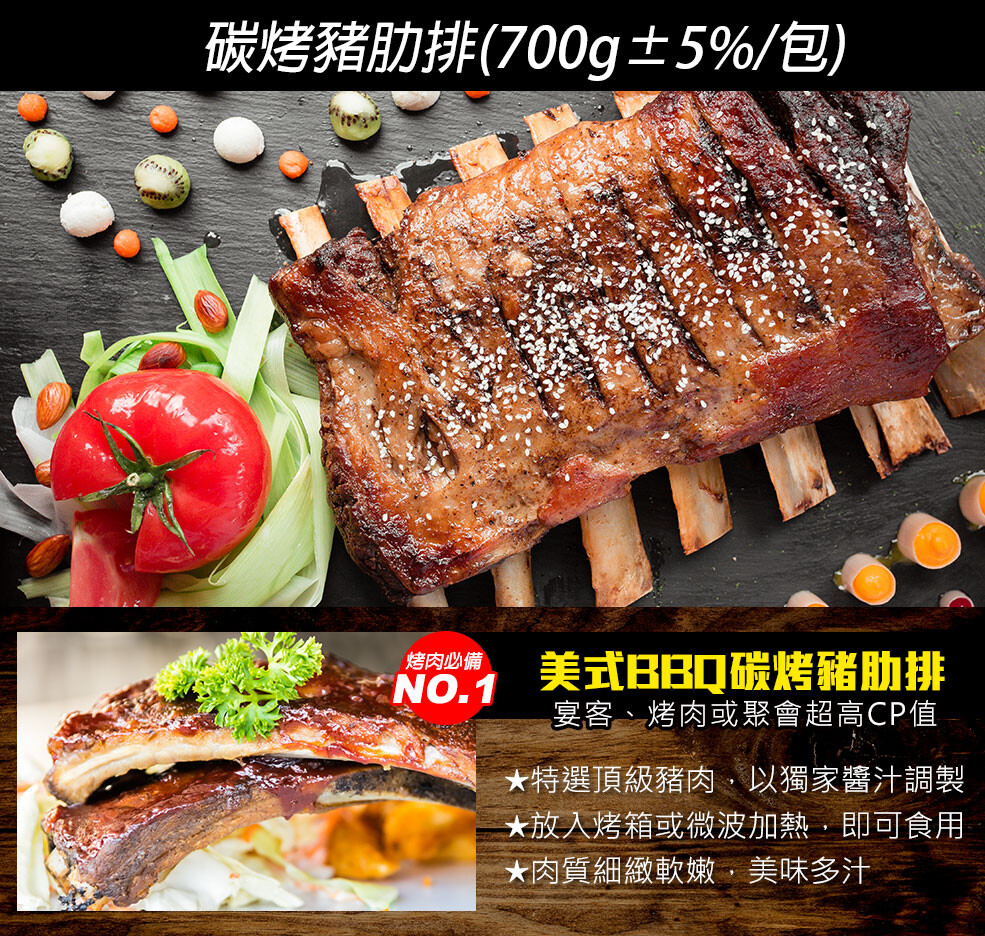 碳烤豬肋排(700g±5%/包)
烤肉必備
NO.1
美式BBQ碳烤豬肋排
宴客、烤肉或聚會超高CP值
★特選頂級豬肉，以獨家醬汁調製
★放入烤箱或微波加熱，即可食用
★肉質細緻軟嫩，美味多汁